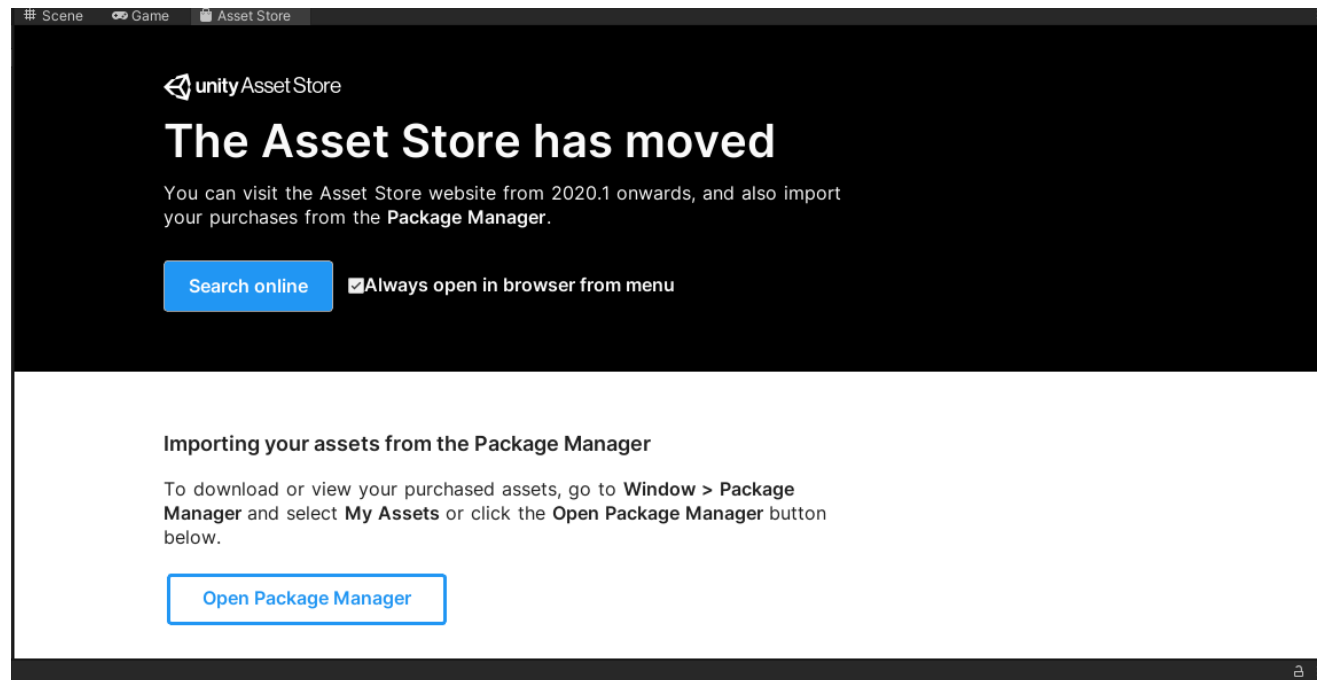 Scene Game Asset Store
unity Asset Store
The Asset Store has moved
You can visit the Asset Store website from 2020.1 onwards, and also import
your purchases from the Package Manager.
Search online Always open in browser from menu
Importing your assets from the Package Manager
To download or view your purchased assets, go to Window > Package
Manager and select My Assets or click the Open Package Manager button
below.
Open Package Manager